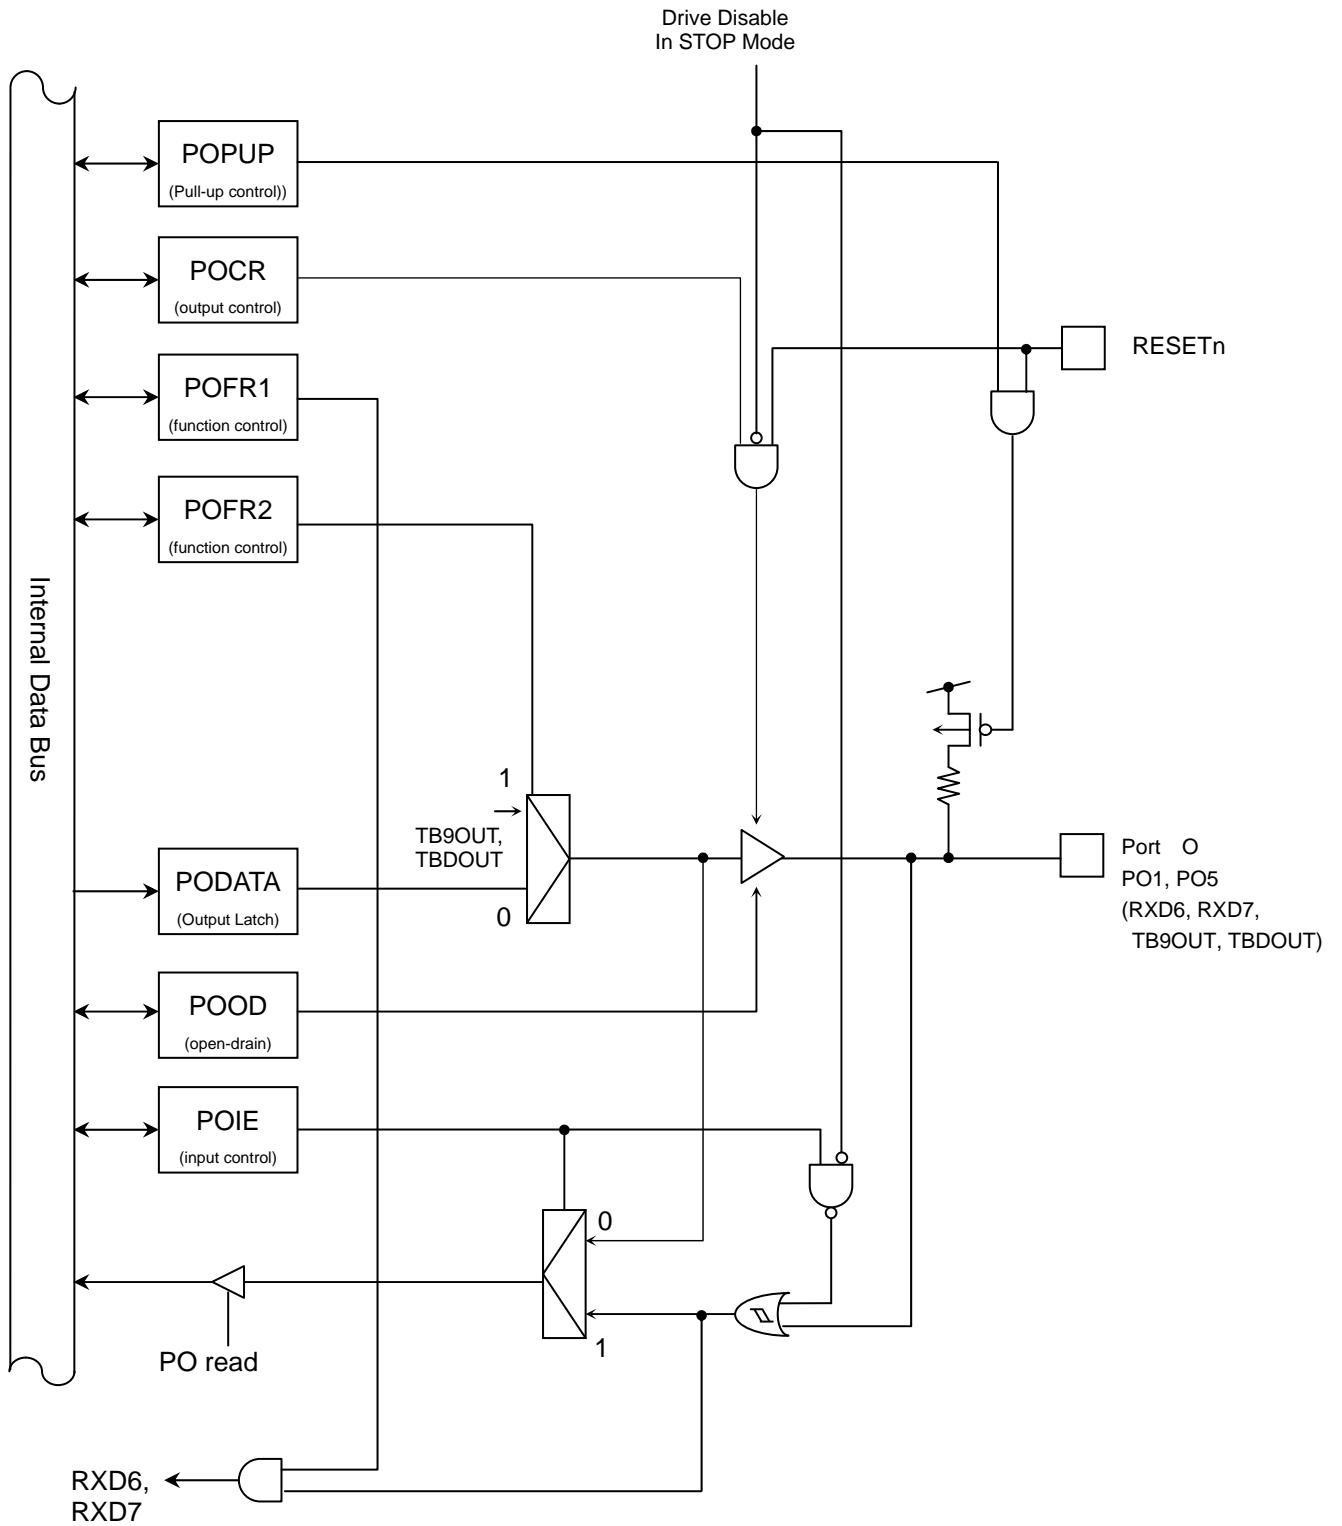 Drive Disable
In STOP Mode
POPUP
(Pull-up control))
POCR
(output control)
RESETn
POFR1
(function control)
POFR2
(function control)
Internal Data Bus
1
TB9OUT,
TBDOUT
0
PODATA
(Output Latch)
Port O
PO1, PO5
(RXD6, RXD7,
TB9OUT, TBDOUT)
POOD
(open-drain)
POIE
(input control)
0
1
PO read
RXD6,
RXD7